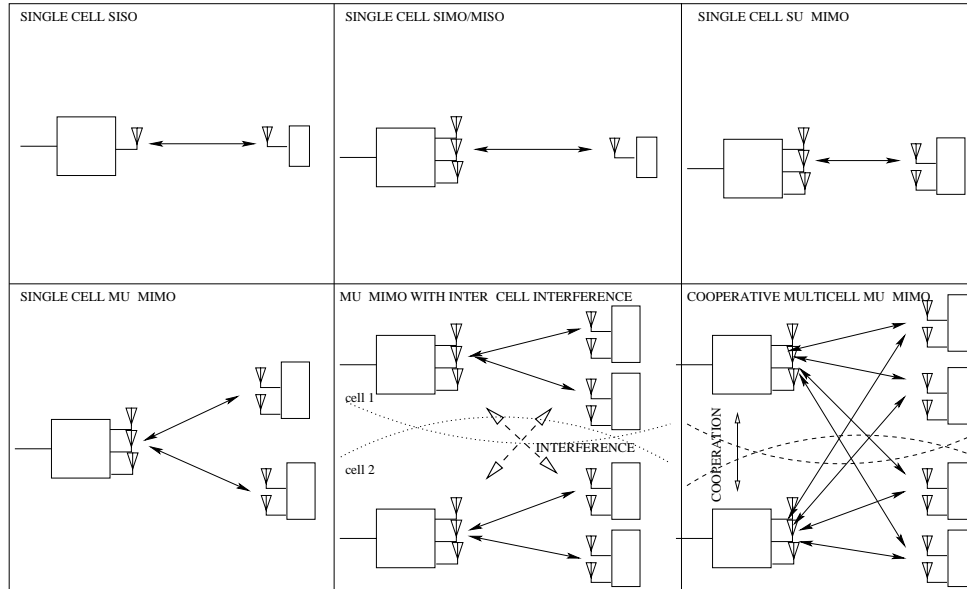 SINGLE CELL SISO
SINGLE CELL SIMO/MISO
SINGLE CELL SU MIMO
SINGLE CELL MU MIMO
MU MIMO WITH INTER CELL INTERFERENCE
cell 1
INTERFERENCE
cell 2
COOPERATIVE MULTICELL MU MIMO
COOPERATION